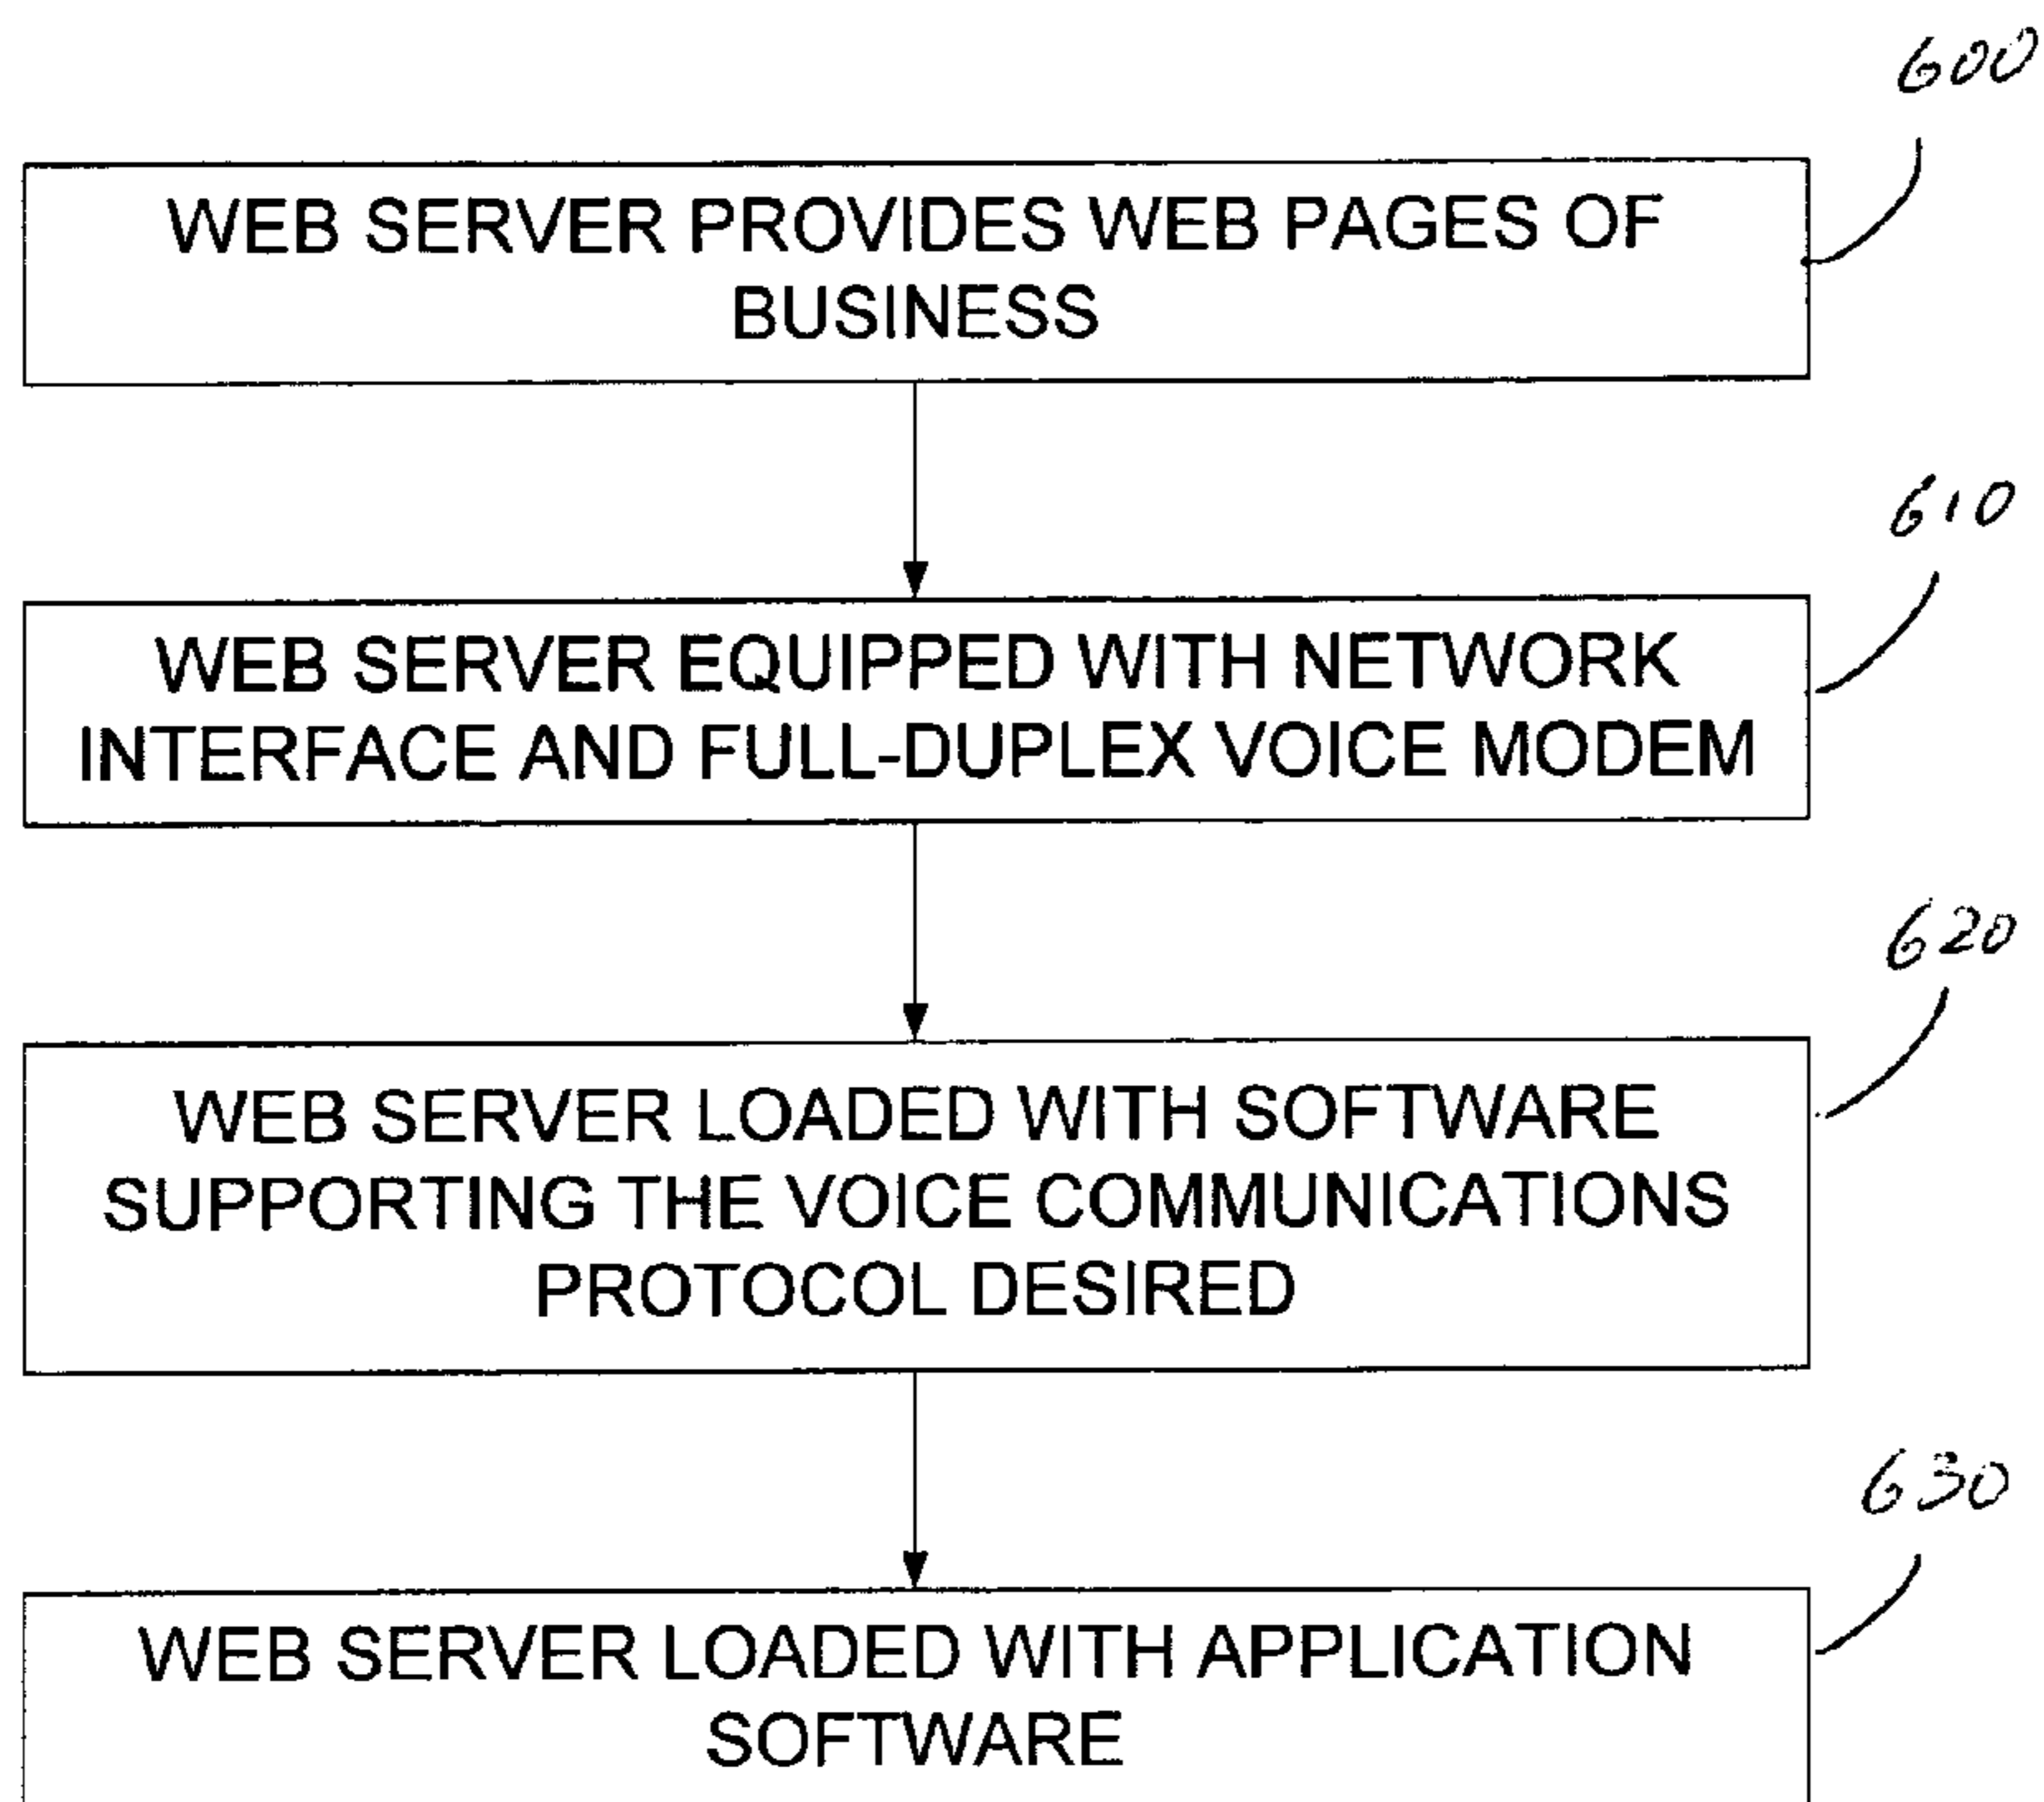 600
WEB SERVER PROVIDES WEB PAGES OF
BUSINESS
610
WEB SERVER EQUIPPED WITH NETWORK
INTERFACE AND FULL-DUPLEX VOICE MODEM
620
WEB SERVER LOADED WITH SOFTWARE
SUPPORTING THE VOICE COMMUNICATIONS
PROTOCOL DESIRED
630
WEB SERVER LOADED WITH APPLICATION
SOFTWARE